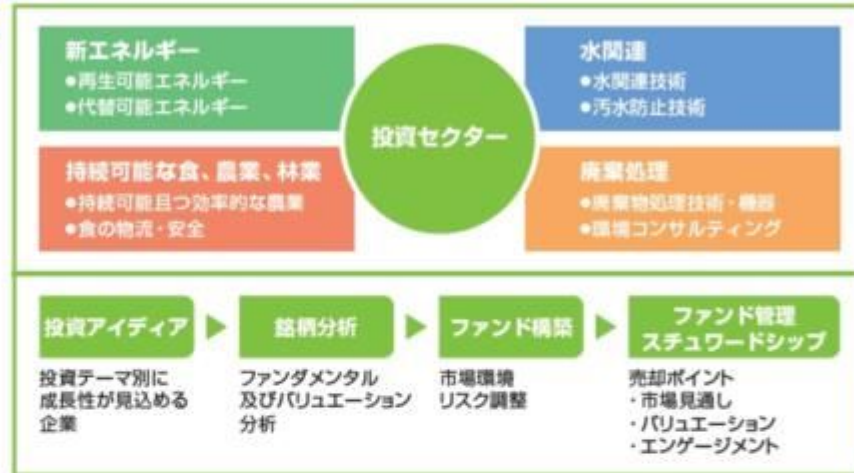 新エネルギー
●再生可能エネルギー
●代替可能エネルギー
水関連
●水関連技術
●汚水防止技術
投資セクター
持続可能な食、農業、林業
●持続可能且つ効率的な農業
●食の物流・安全
廃棄処理
●廃棄物処理技術・機器
●環境コンサルティング
投資アイディア
銘柄分析
ファンド構築
ファンド管理
スチュワードシップ
投資テーマ別に
成長性が見込める
企業
ファンダメンタル
及びバリュエーション
分析
市場環境
リスク調整
売却ポイント
・市場見通し
・バリュエーション
・エンゲージメント